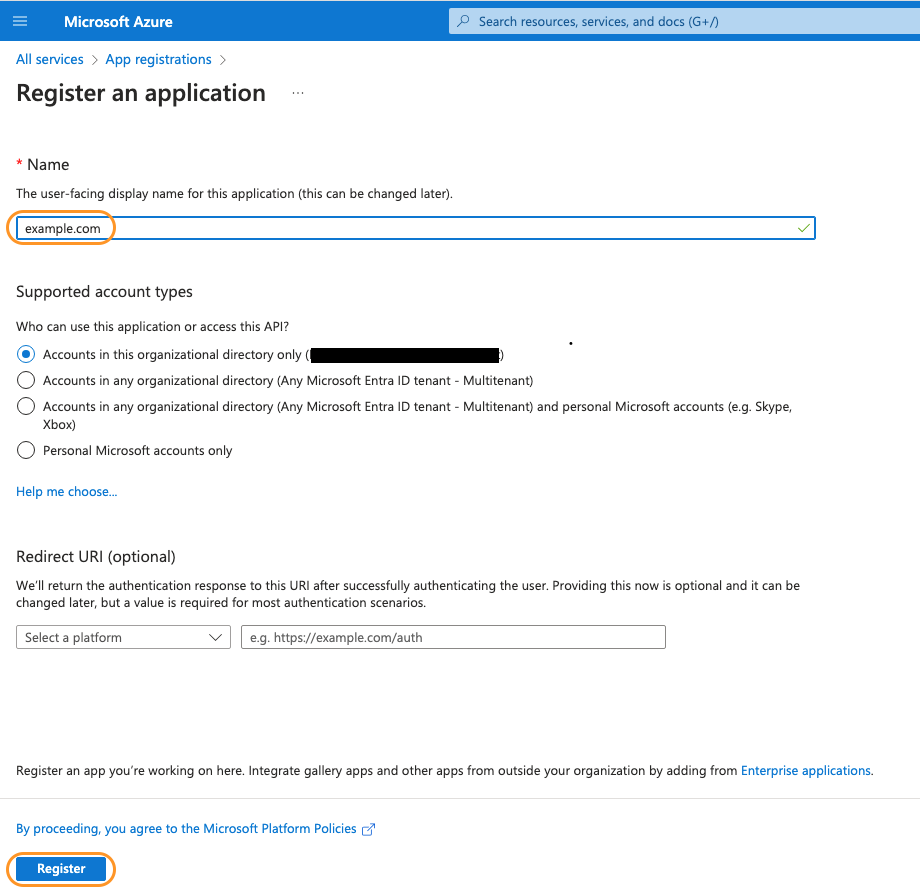 Microsoft Azure
Search resources, services, and docs (G+/)
All services > App registrations >
Register an application ...
* Name
The user-facing display name for this application (this can be changed later).
example.com
Supported account types
Who can use this application or access this API?
Accounts in this organizational directory only (
Accounts in any organizational directory (Any Microsoft Entra ID tenant - Multitenant)
Accounts in any organizational directory (Any Microsoft Entra ID tenant - Multitenant) and personal Microsoft accounts (e.g. Skype,
Xbox)
Personal Microsoft accounts only
Help me choose...
Redirect URI (optional)
We'll return the authentication response to this URI after successfully authenticating the user. Providing this now is optional and it can be
changed later, but a value is required for most authentication scenarios.
Select a platform
e.g. https://example.com/auth
Register an app you're working on here. Integrate gallery apps and other apps from outside your organization by adding from Enterprise applications.
By proceeding, you agree to the Microsoft Platform Policies
Register